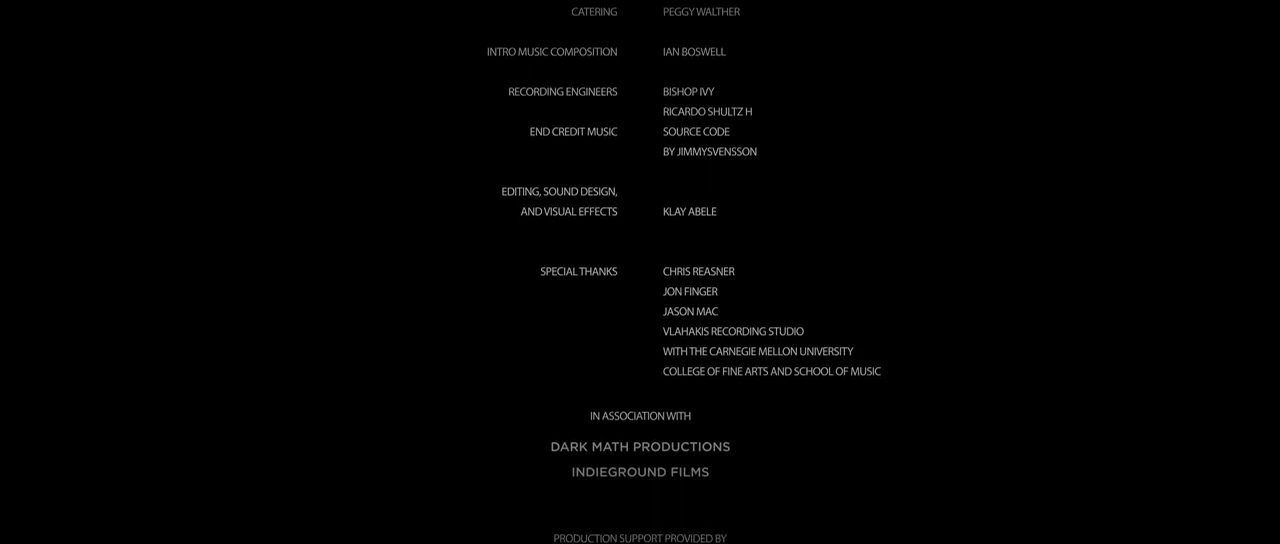 CATERING PEGGY WALTHER
INTRO MUSIC COMPOSITION IAN BOSWELL
RECORDING ENGINEERS BISHOP IVY
RICARDO SHULTZ H
END CREDIT MUSIC SOURCE CODE
BY JIMMYSVENSSON
EDITING, SOUND DESIGN,
AND VISUAL EFFECTS KLAY ABELE
SPECIAL THANKS CHRIS REASNER
JON FINGER
JASON MAC
VLAHAKIS RECORDING STUDIO
WITH THE CARNEGIE MELLON UNIVERSITY
COLLEGE OF FINE ARTS AND SCHOOL OF MUSIC
IN ASSOCIATION WITH
DARK MATH PRODUCTIONS
INDIEGROUND FILMS
PRODUCTION SUPPORT PROVIDED BY